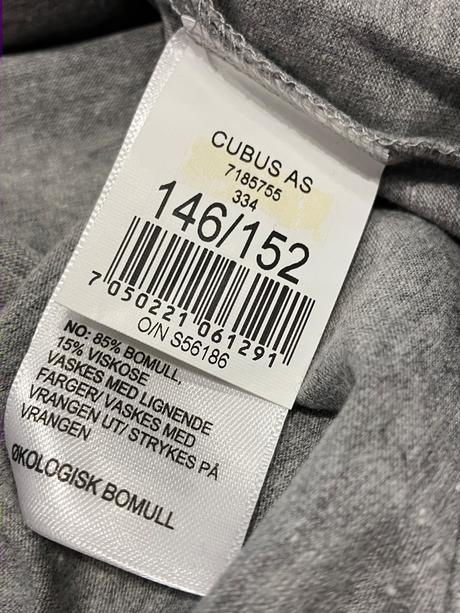 CUBUS AS
7185755
334
146/152
7 050221 061291
O/N S56186
NO: 85% BOMULL,
15% VISKOSE
VASKES MED LIGNENDE
FARGER/ VASKES MED
VRANGEN UT/ STRYKES PÅ
VRANGEN
ØKOLOGISK BOMULL